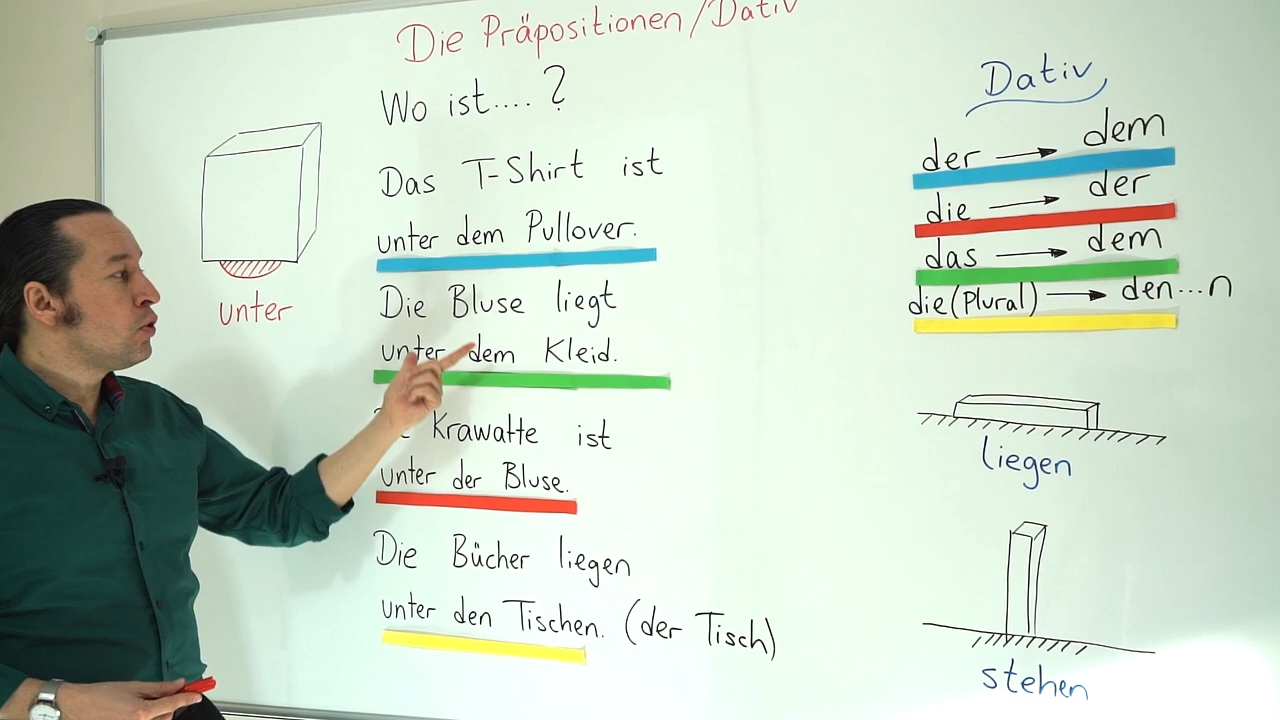 Die Präpositionen/Dativ
Wo ist....?
Das T-Shirt ist
unter dem Pullover.
Die Bluse liegt
unter dem Kleid.
Krawatte ist
unter der Bluse.
Die Bücher liegen
unter den Tischen. (der Tisch)
unter
Dativ
der → dem
die → der
das → dem
die (Plural) → den...n
liegen
stehen